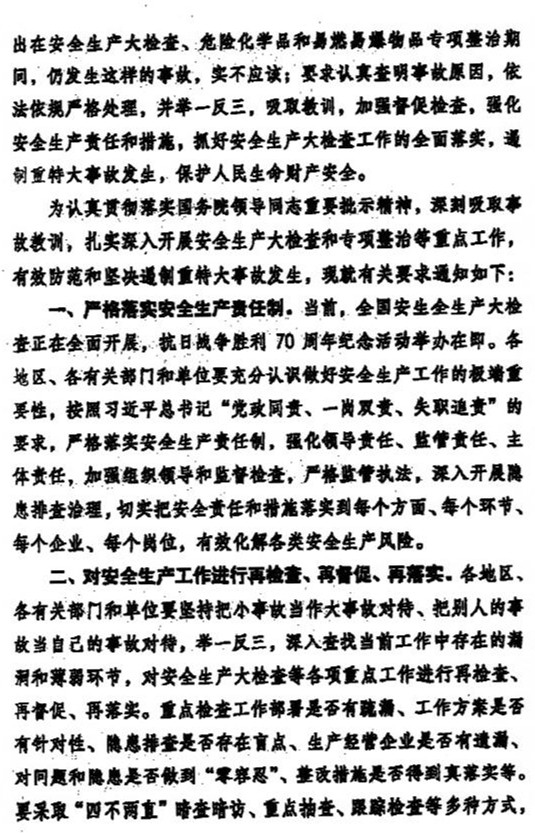 出在安全生产大检查、危险化学品和易燃易爆物品专项整治期
间，仍发生这样的事故，实不应该；要求认真查明事故原因，依
法依规严格处理，并举一反三，吸取教训，加强督促检查，强化
安全生产责任和措施，抓好安全生产大检查工作的全面落实，遏
制重特大事故发生，保护人民生命财产安全。
为认真贯彻落实国务院领导同志重要批示精神，深刻吸取事
故教训，扎实深入开展安全生产大检查和专项整治等重点工作，
有效防范和坚决遏制重特大事故发生，现就有关要求通知如下：
一、严格落实安全生产责任制。当前，全国安生全生产大检
查正在全面开展，抗日战争胜利 70 周年纪念活动举办在即。各
地区、各有关部门和单位要充分认识做好安全生产工作的极端重
要性，按照习近平总书记“党政同责、一岗双责、失职追责”的
要求，严格落实安全生产责任制，强化领导责任、监管责任、主
体责任，加强组织领导和监督检查，严格监管执法，深入开展隐
患排查治理，切实把安全责任和措施落实到每个方面、每个环节、
每个企业、每个岗位，有效化解各类安全生产风险。
二、对安全生产工作进行再检查、再督促、再落实。各地区、
各有关部门和单位要坚持把小事故当作大事故对待、把别人的事
故当自己的事故对待，举一反三，深入查找当前工作中存在的漏
洞和薄弱环节，对安全生产大检查等各项重点工作进行再检查、
再督促、再落实。重点检查工作部署是否有疏漏、工作方案是否
有针对性、隐患排查是否存在盲点、生产经营企业是否有遗漏、
对问题和隐患是否做到“零容忍”、整改措施是否得到真落实等。
要采取“四不两直”暗查暗访、重点抽查、跟踪检查等多种方式，